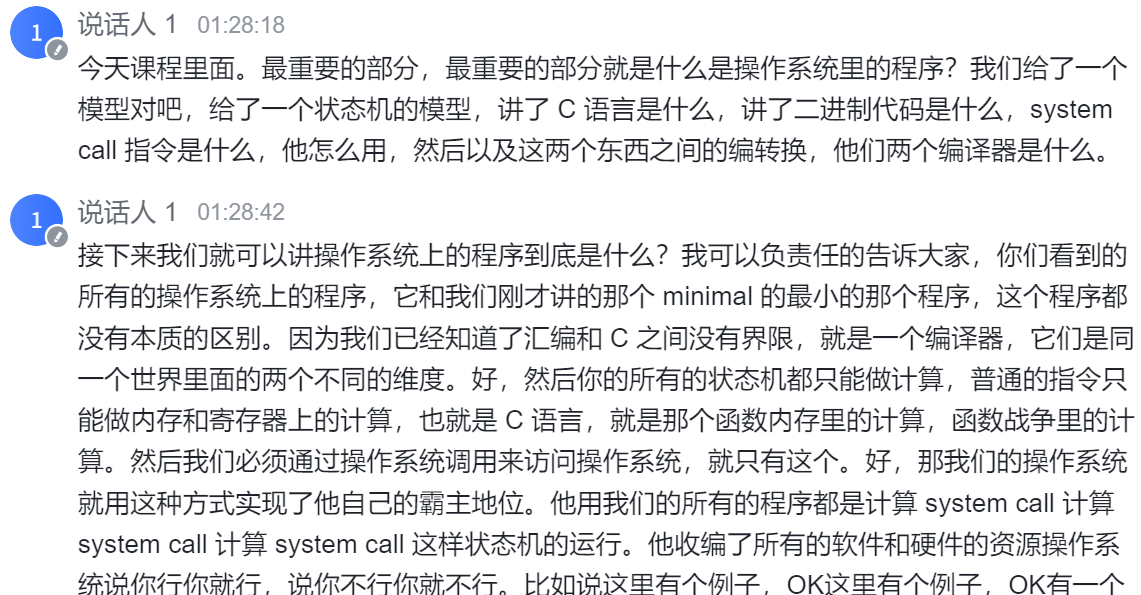 1 说话人 1 01:28:18
今天课程里面。最重要的部分，最重要的部分就是什么是操作系统里的程序？我们给了一个
模型对吧，给了一个状态机的模型，讲了 C 语言是什么，讲了二进制代码是什么，system
call 指令是什么，他怎么用，然后以及这两个东西之间的编转换，他们两个编译器是什么。
1 说话人 1 01:28:42
接下来我们就可以讲操作系统上的程序到底是什么？我可以负责任的告诉大家，你们看到的
所有的操作系统上的程序，它和我们刚才讲的那个 minimal 的最小的那个程序，这个程序都
没有本质的区别。因为我们已经知道了汇编和 C 之间没有界限，就是一个编译器，它们是同
一个世界里面的两个不同的维度。好，然后你的所有的状态机都只能做计算，普通的指令只
能做内存和寄存器上的计算，也就是 C 语言，就是那个函数内存里的计算，函数战争里的计
算。然后我们必须通过操作系统调用来访问操作系统，就只有这个。好，那我们的操作系统
就用这种方式实现了他自己的霸主地位。他用我们的所有的程序都是计算 system call 计算
system call 计算 system call 这样状态机的运行。他收编了所有的软件和硬件的资源操作系
统说你行你就行，说你不行你就不行。比如说这里有个例子，OK这里有个例子，OK有一个